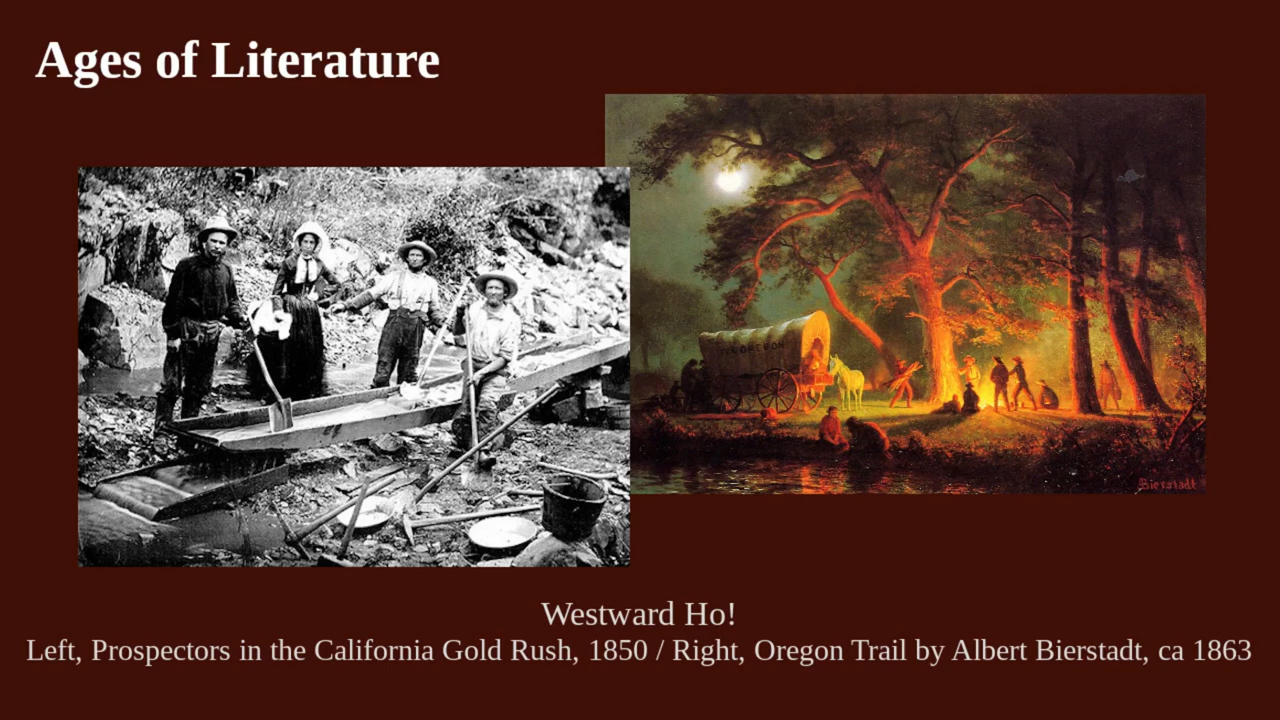 Ages of Literature
Bierstadt
Westward Ho!
Left, Prospectors in the California Gold Rush, 1850 / Right, Oregon Trail by Albert Bierstadt, ca 1863